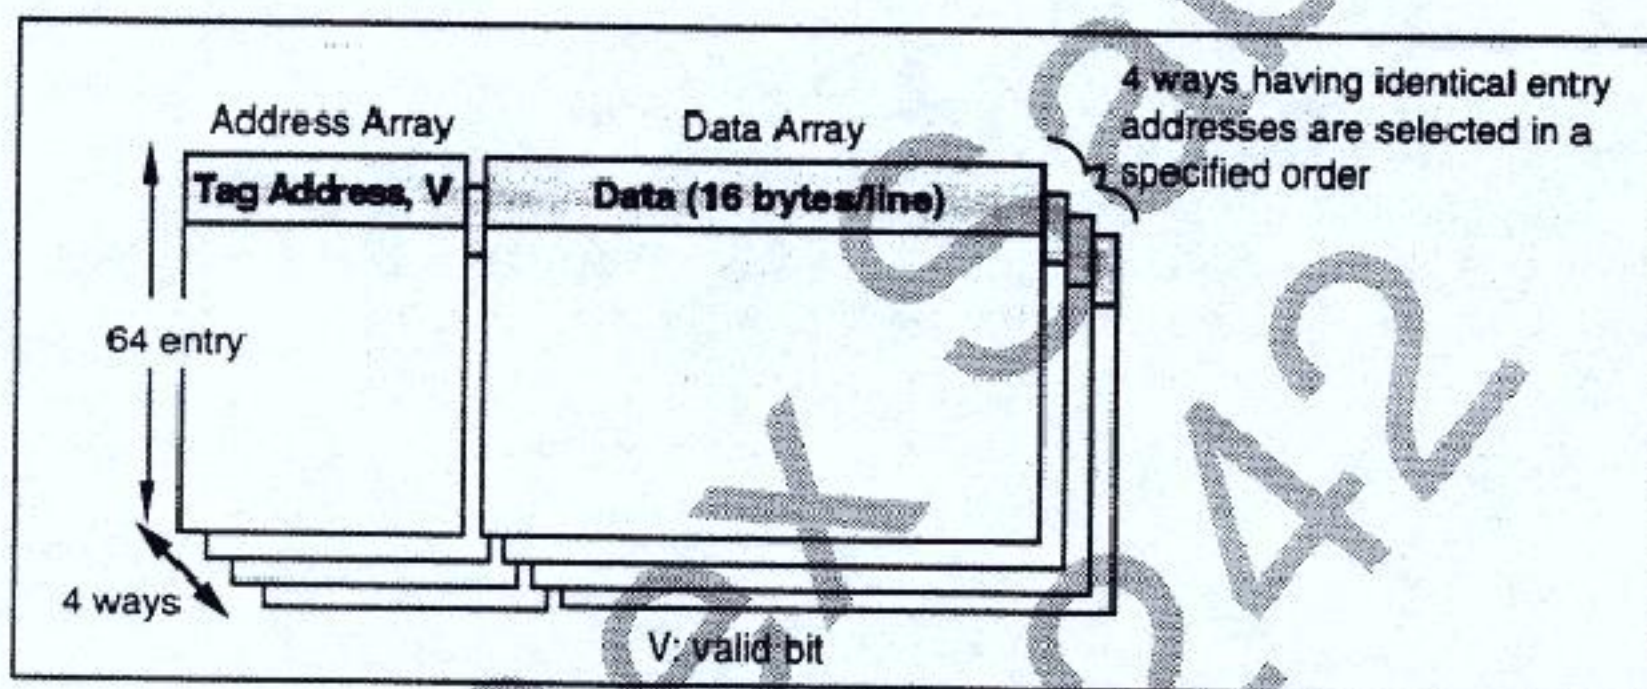 4 ways having identical entry
addresses are selected in a
specified order
Address Array
Data Array
Tag Address, V
Data (16 bytes/line)
64 entry
4 ways
V: valid bit